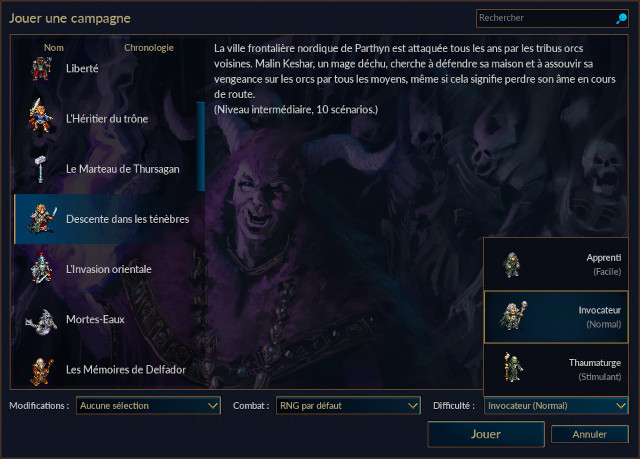 Jouer une campagne
Rechercher
Nom
Chronologie
Liberté
L'Héritier du trône
Le Marteau de Thursagan
Descente dans les ténèbres
L'Invasion orientale
Mortes-Eaux
Les Mémoires de Delfador
La ville frontalière nordique de Parthyn est attaquée tous les ans par les tribus orcs
voisines. Malin Keshar, un mage déchu, cherche à défendre sa maison et à assouvir sa
vengeance sur les orcs par tous les moyens, même si cela signifie perdre son âme en cours
de route.
(Niveau intermédiaire, 10 scénarios.)
Apprenti
(Facile)
Invocateur
(Normal)
Thaumaturge
(Stimulant)
Modifications :
Aucune sélection
Combat :
RNG par défaut
Difficulté :
Invocateur (Normal)
Jouer
Annuler